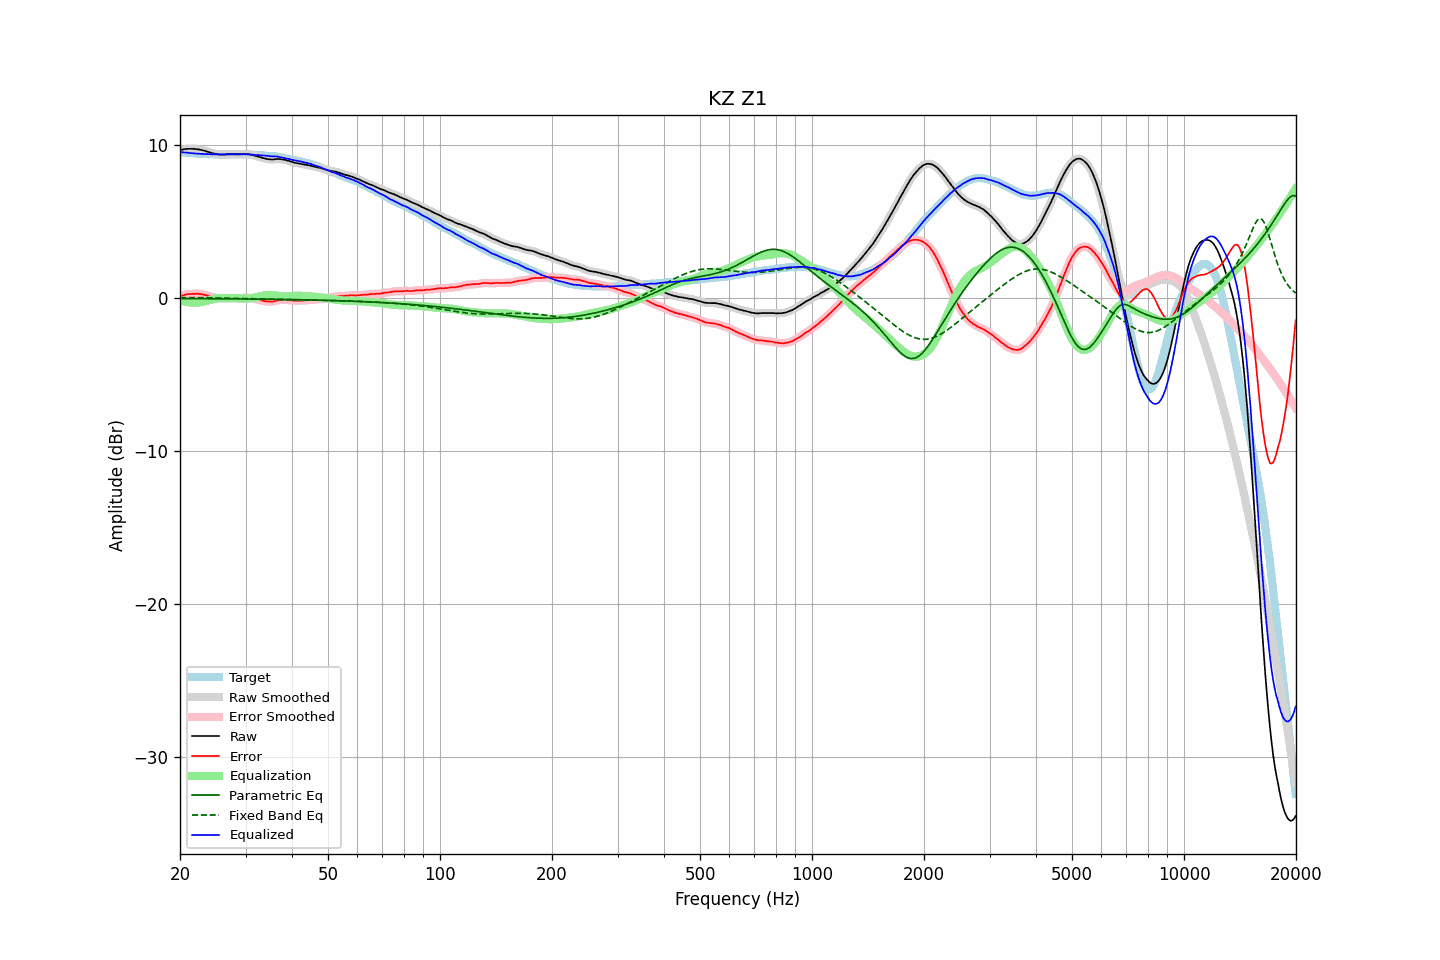 KZ Z1
10
0
−10
−20
−30
Amplitude (dBr)
20
50
100
200
500
1000
2000
5000
10000
20000
Frequency (Hz)
Target
Raw Smoothed
Error Smoothed
Raw
Error
Equalization
Parametric Eq
Fixed Band Eq
Equalized